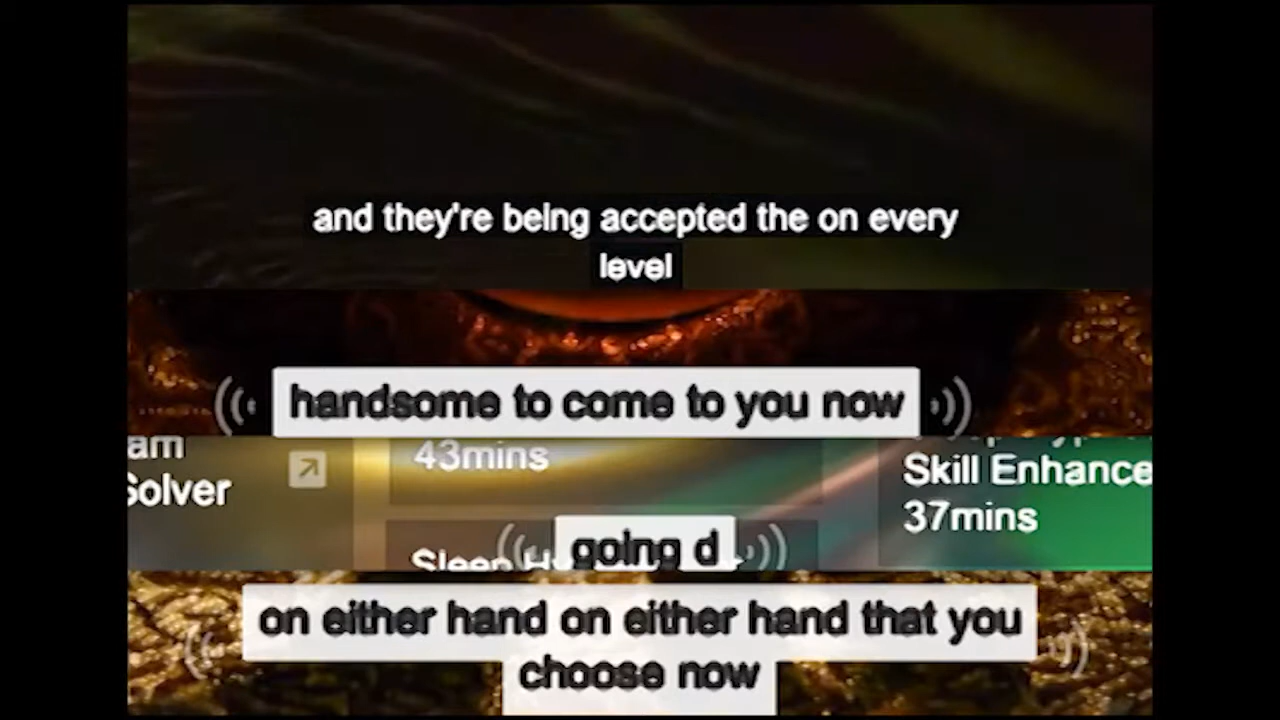 and they're being accepted the on every
level
handsome to come to you now
am
43mins
Solver
Skill Enhance
37mins
going d
Sleep
on either hand on either hand that you
choose now